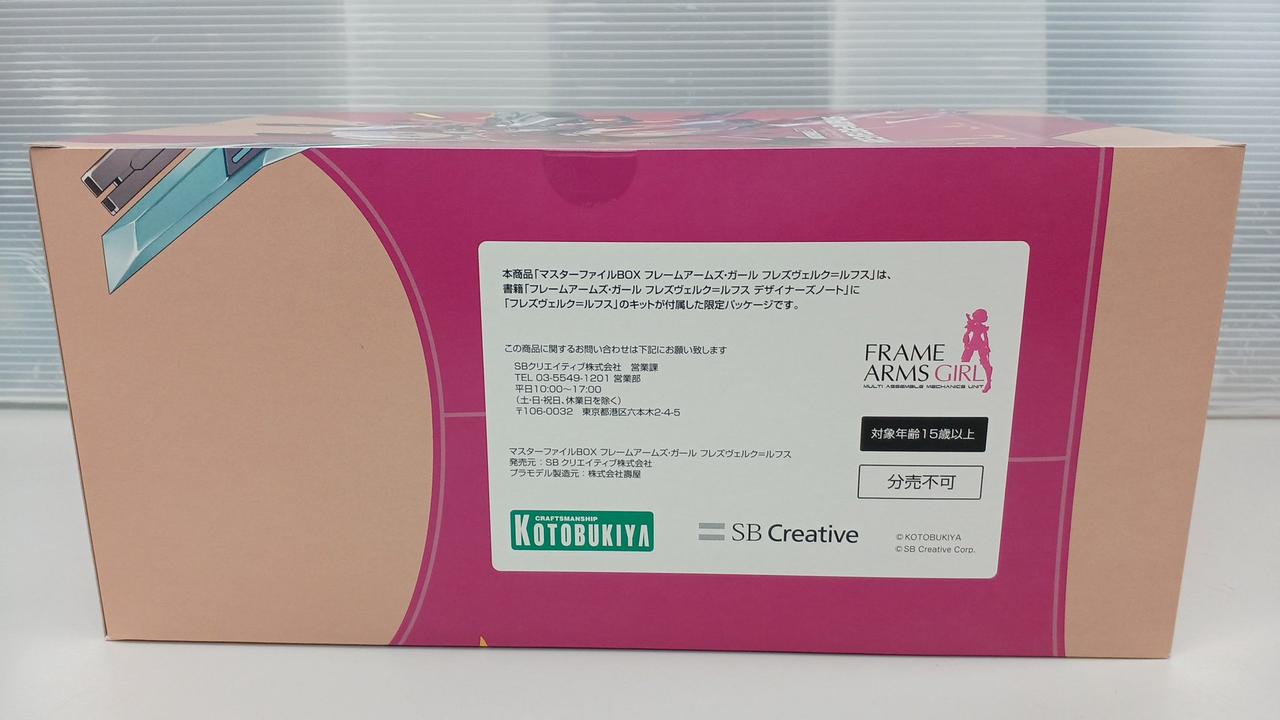 本商品「マスターファイルBOX フレームアームズ・ガール フレズヴェルク=ルフス」は、
書籍「フレームアームズ・ガール フレズヴェルク=ルフス デザイナーズノート」に
「フレズヴェルク=ルフス」のキットが付属した限定パッケージです。
この商品に関するお問い合わせは下記にお願い致します
SBクリエイティブ株式会社 営業課
TEL 03-5549-1201 営業部
平日10:00～17:00
（土・日・祝日、休業日を除く）
〒106-0032 東京都港区六本木2-4-5
マスターファイルBOX フレームアームズ・ガール フレズヴェルク=ルフス
発売元：SB クリエイティブ株式会社
プラモデル製造元：株式会社壽屋
FRAME
ARMS GIRL
MULTI ASSEMBLE MECHANICS UNIT
対象年齢15歳以上
分売不可
CRAFTSMANSHIP
KOTOBUKIYA
SB Creative
© KOTOBUKIYA
© SB Creative Corp.